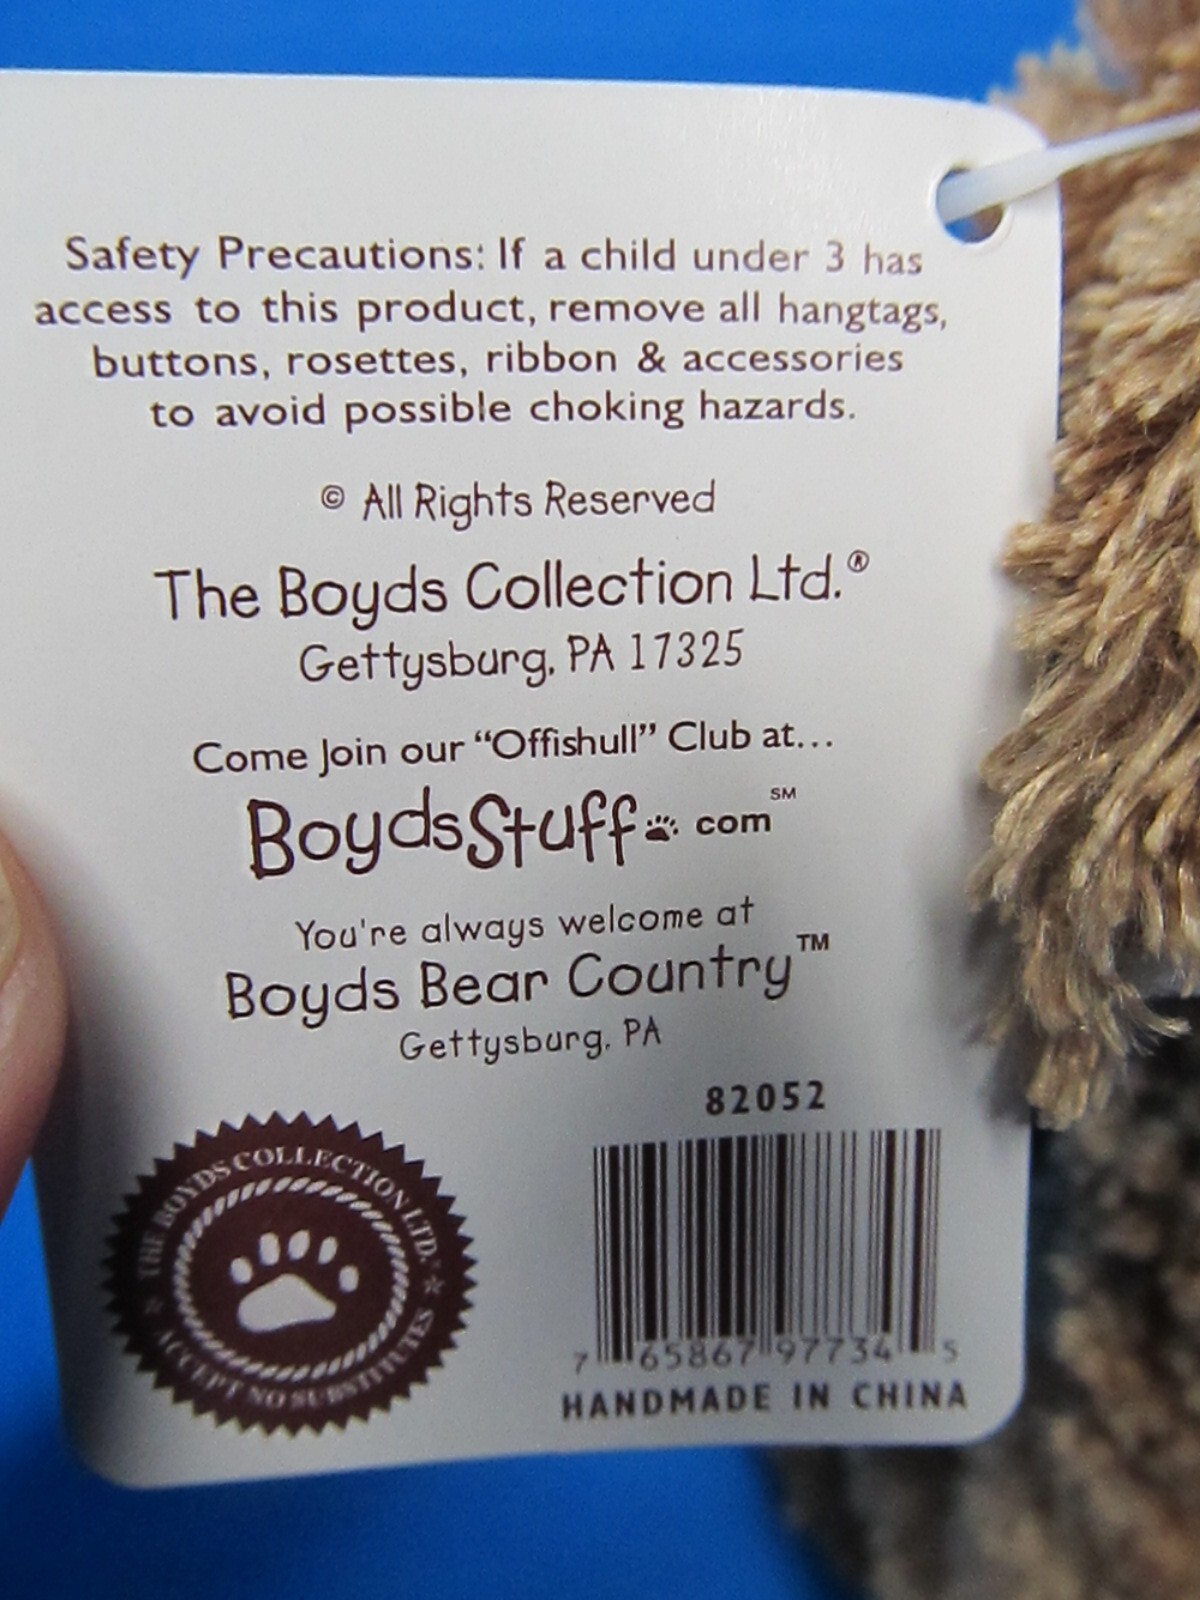 Safety Precautions: If a child under 3 has
access to this product, remove all hangtags,
buttons, rosettes, ribbon & accessories
to avoid possible choking hazards.
© All Rights Reserved
The Boyds Collection Ltd.®
Gettysburg, PA 17325
Come Join our “Offishull” Club at...
BoydsStuff.com℠
You're always welcome at
Boyds Bear Country™
Gettysburg, PA
82052
THE BOYDS COLLECTION LTD.
ACCEPT NO SUBSTITUTES
7 65867 97734 5
HANDMADE IN CHINA